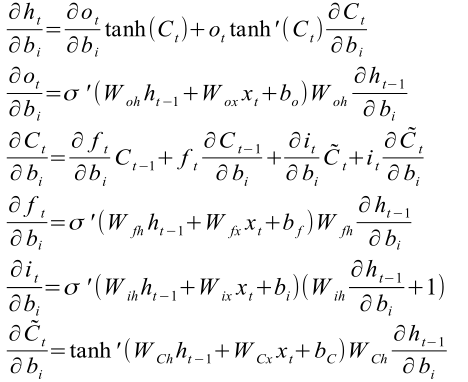 ∂h_t/∂b_i = ∂o_t/∂b_i tanh(C_t) + o_t tanh'(C_t) ∂C_t/∂b_i
∂o_t/∂b_i = σ'(W_oh h_{t-1} + W_ox x_t + b_o) W_oh ∂h_{t-1}/∂b_i
∂C_t/∂b_i = ∂f_t/∂b_i C_{t-1} + f_t ∂C_{t-1}/∂b_i + ∂i_t/∂b_i C̃_t + i_t ∂C̃_t/∂b_i
∂f_t/∂b_i = σ'(W_fh h_{t-1} + W_fx x_t + b_f) W_fh ∂h_{t-1}/∂b_i
∂i_t/∂b_i = σ'(W_ih h_{t-1} + W_ix x_t + b_i)(W_ih ∂h_{t-1}/∂b_i + 1)
∂C̃_t/∂b_i = tanh'(W_Ch h_{t-1} + W_Cx x_t + b_C) W_Ch ∂h_{t-1}/∂b_i